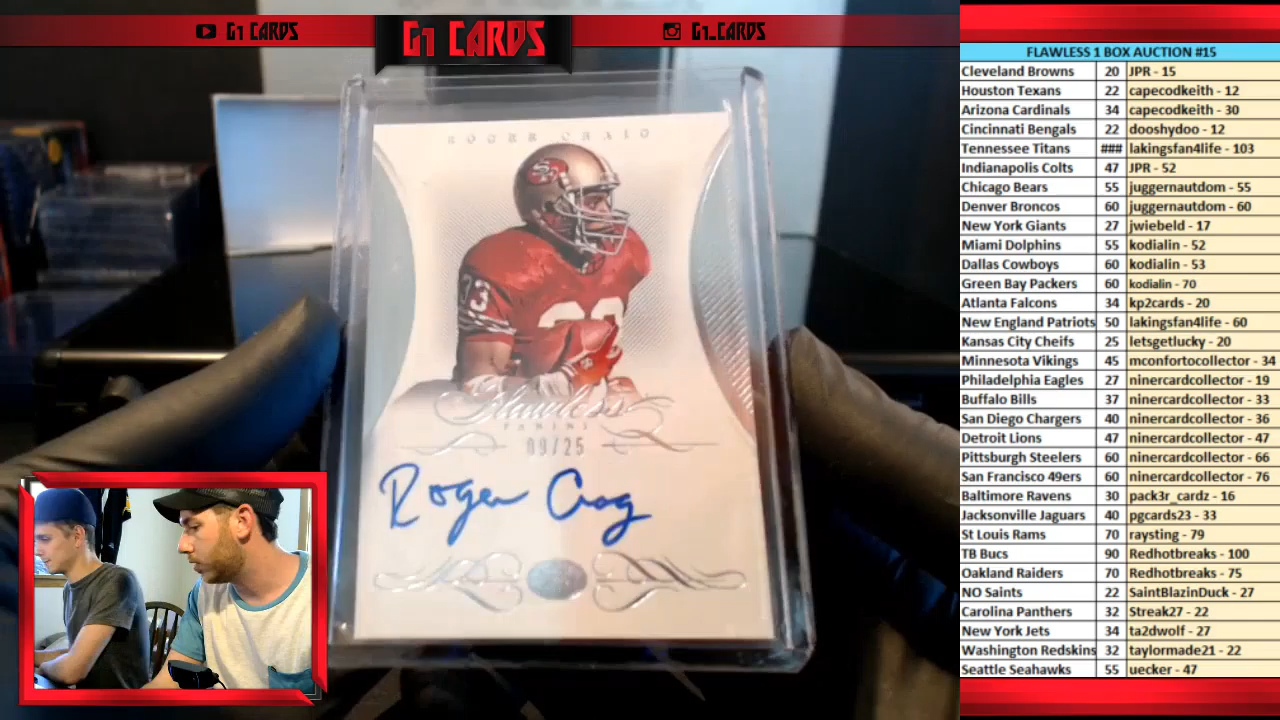 G1 CARDS
G1 CARDS
G1_CARDS
ROGER CRAIG
Flawless
PANINI
09/25
Roger Craig
FLAWLESS 1 BOX AUCTION #15
Cleveland Browns 20 JPR - 15
Houston Texans 22 capecodkeith - 12
Arizona Cardinals 34 capecodkeith - 30
Cincinnati Bengals 22 dooshydoo - 12
Tennessee Titans ### lakingsfan4life - 103
Indianapolis Colts 47 JPR - 52
Chicago Bears 55 juggernautdom - 55
Denver Broncos 60 juggernautdom - 60
New York Giants 27 jwiebeld - 17
Miami Dolphins 55 kodialin - 52
Dallas Cowboys 60 kodialin - 53
Green Bay Packers 60 kodialin - 70
Atlanta Falcons 34 kp2cards - 20
New England Patriots 50 lakingsfan4life - 60
Kansas City Cheifs 25 letsgetlucky - 20
Minnesota Vikings 45 mconfortocollector - 34
Philadelphia Eagles 27 ninercardcollector - 19
Buffalo Bills 37 ninercardcollector - 33
San Diego Chargers 40 ninercardcollector - 36
Detroit Lions 47 ninercardcollector - 47
Pittsburgh Steelers 60 ninercardcollector - 66
San Francisco 49ers 60 ninercardcollector - 76
Baltimore Ravens 30 pack3r_cardz - 16
Jacksonville Jaguars 40 pgcards23 - 33
St Louis Rams 70 raysting - 79
TB Bucs 90 Redhotbreaks - 100
Oakland Raiders 70 Redhotbreaks - 75
NO Saints 22 SaintBlazinDuck - 27
Carolina Panthers 32 Streak27 - 22
New York Jets 34 ta2dwolf - 27
Washington Redskins 32 taylormade21 - 22
Seattle Seahawks 55 uecker - 47